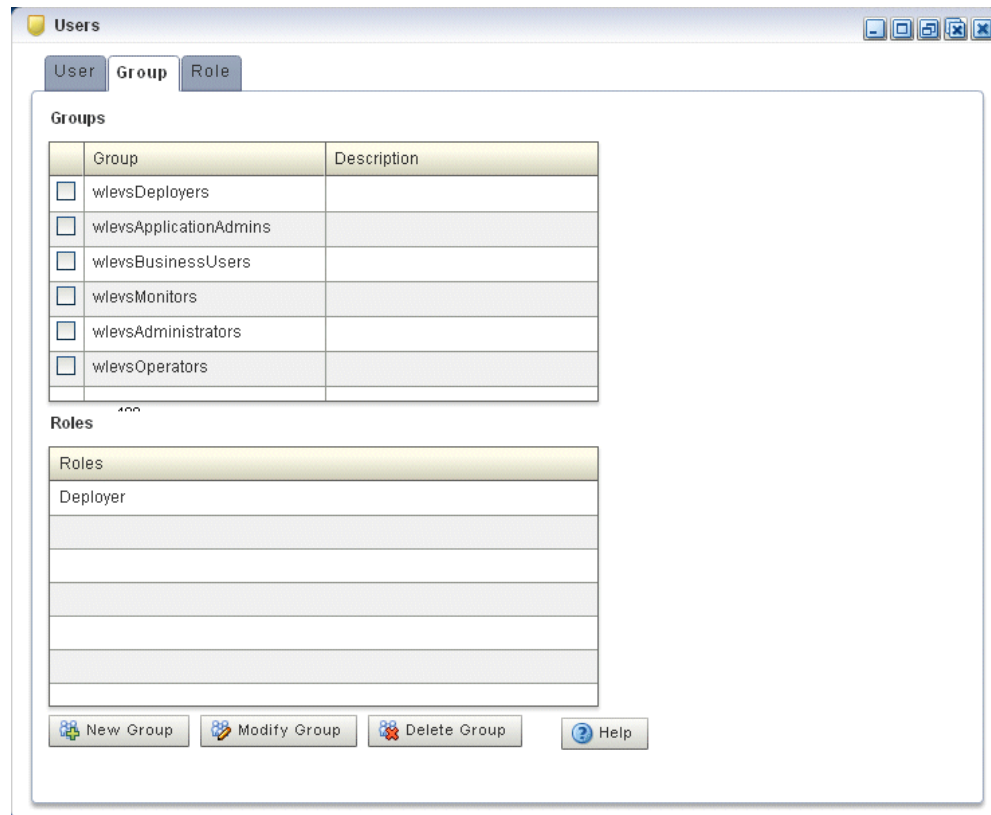 Users
User Group Role
Groups
Group Description
wlevsDeployers
wlevsApplicationAdmins
wlevsBusinessUsers
wlevsMonitors
wlevsAdministrators
wlevsOperators
Roles
Roles
Deployer
New Group Modify Group Delete Group Help